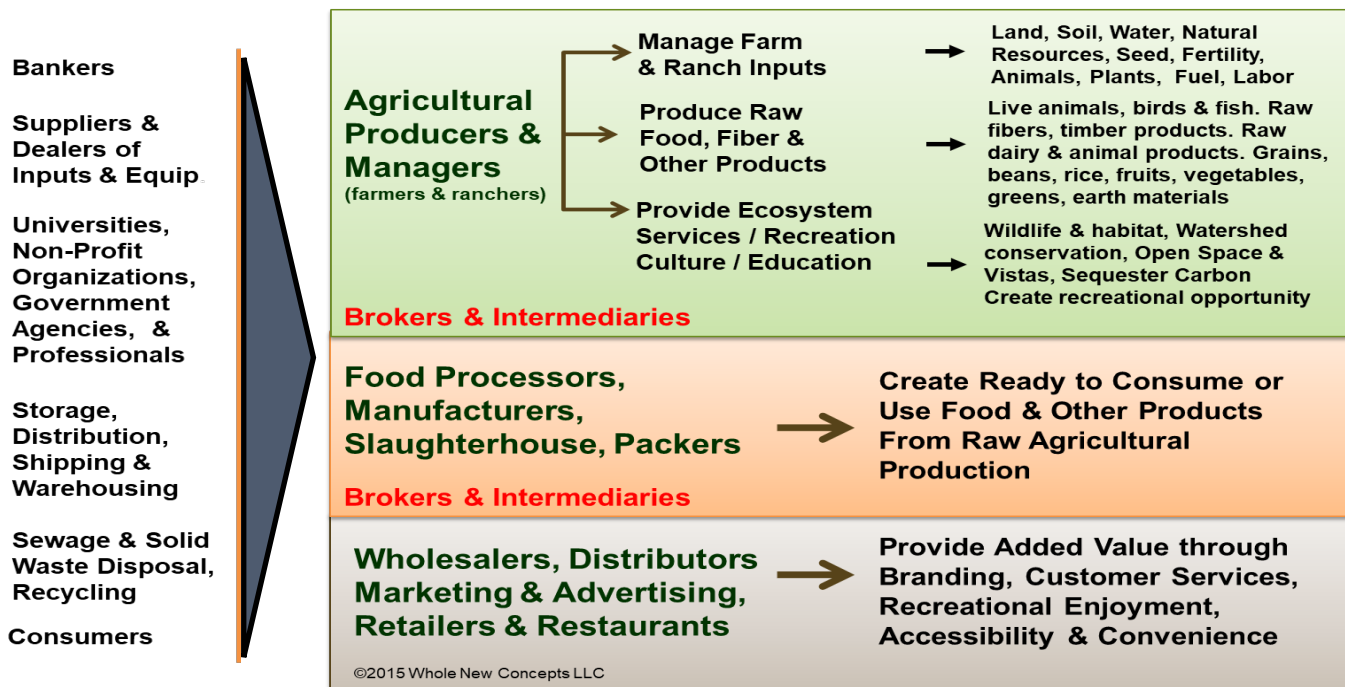 Bankers
Suppliers &
Dealers of
Inputs & Equip.
Universities,
Non-Profit
Organizations,
Government
Agencies, &
Professionals
Storage,
Distribution,
Shipping &
Warehousing
Sewage & Solid
Waste Disposal,
Recycling
Consumers
Agricultural
Producers &
Managers
(farmers & ranchers)
Manage Farm
& Ranch Inputs
Land, Soil, Water, Natural
Resources, Seed, Fertility,
Animals, Plants, Fuel, Labor
Produce Raw
Food, Fiber &
Other Products
Live animals, birds & fish. Raw
fibers, timber products. Raw
dairy & animal products. Grains,
beans, rice, fruits, vegetables,
greens, earth materials
Provide Ecosystem
Services / Recreation
Culture / Education
Wildlife & habitat, Watershed
conservation, Open Space &
Vistas, Sequester Carbon
Create recreational opportunity
Brokers & Intermediaries
Food Processors,
Manufacturers,
Slaughterhouse, Packers
Create Ready to Consume or
Use Food & Other Products
From Raw Agricultural
Production
Brokers & Intermediaries
Wholesalers, Distributors
Marketing & Advertising,
Retailers & Restaurants
Provide Added Value through
Branding, Customer Services,
Recreational Enjoyment,
Accessibility & Convenience
©2015 Whole New Concepts LLC